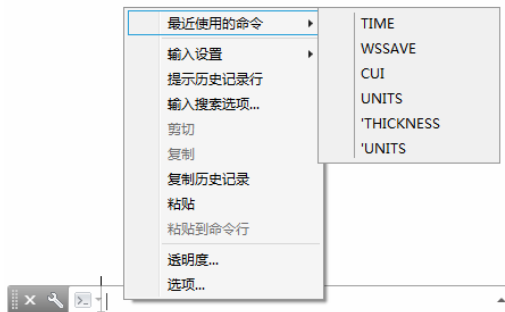 最近使用的命令
输入设置
提示历史记录行
输入搜索选项...
剪切
复制
复制历史记录
粘贴
粘贴到命令行
透明度...
选项...
TIME
WSSAVE
CUI
UNITS
'THICKNESS
'UNITS